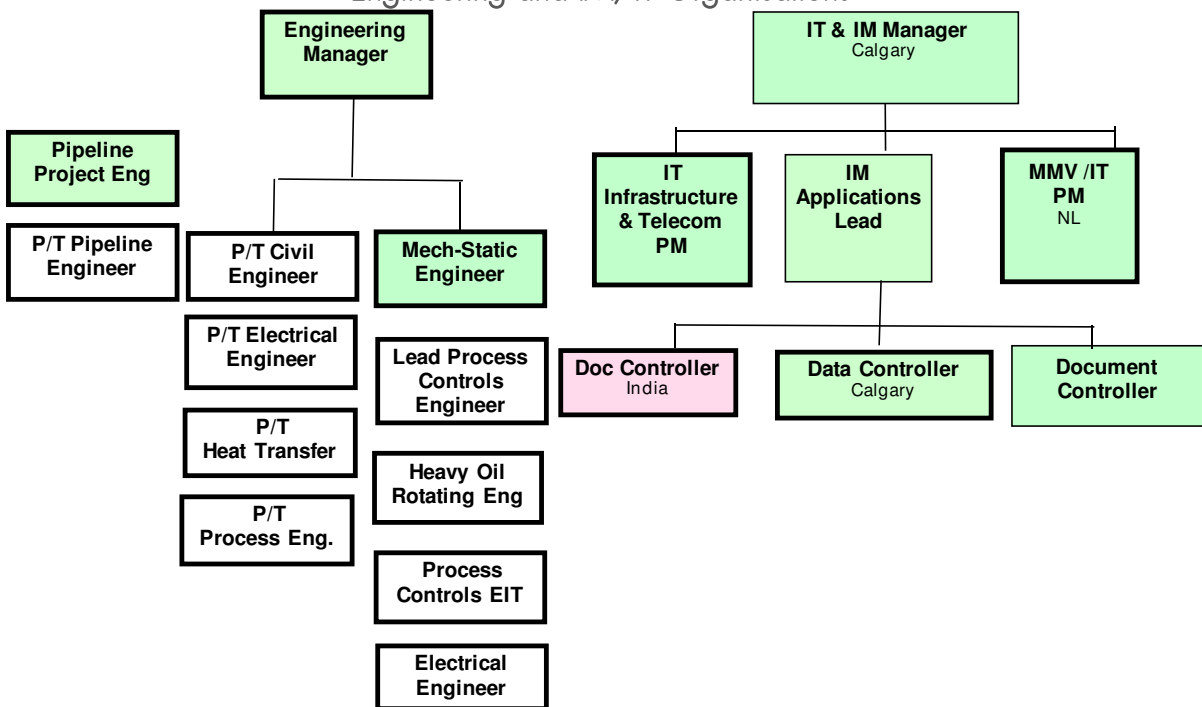 Engineering
Manager
IT & IM Manager
Calgary
Pipeline
Project Eng
P/T Pipeline
Engineer
P/T Civil
Engineer
Mech-Static
Engineer
P/T Electrical
Engineer
Lead Process
Controls
Engineer
P/T
Heat Transfer
Heavy Oil
Rotating Eng
P/T
Process Eng.
Process
Controls EIT
Electrical
Engineer
IT
Infrastructure
& Telecom
PM
IM
Applications
Lead
MMV /IT
PM
NL
Doc Controller
India
Data Controller
Calgary
Document
Controller